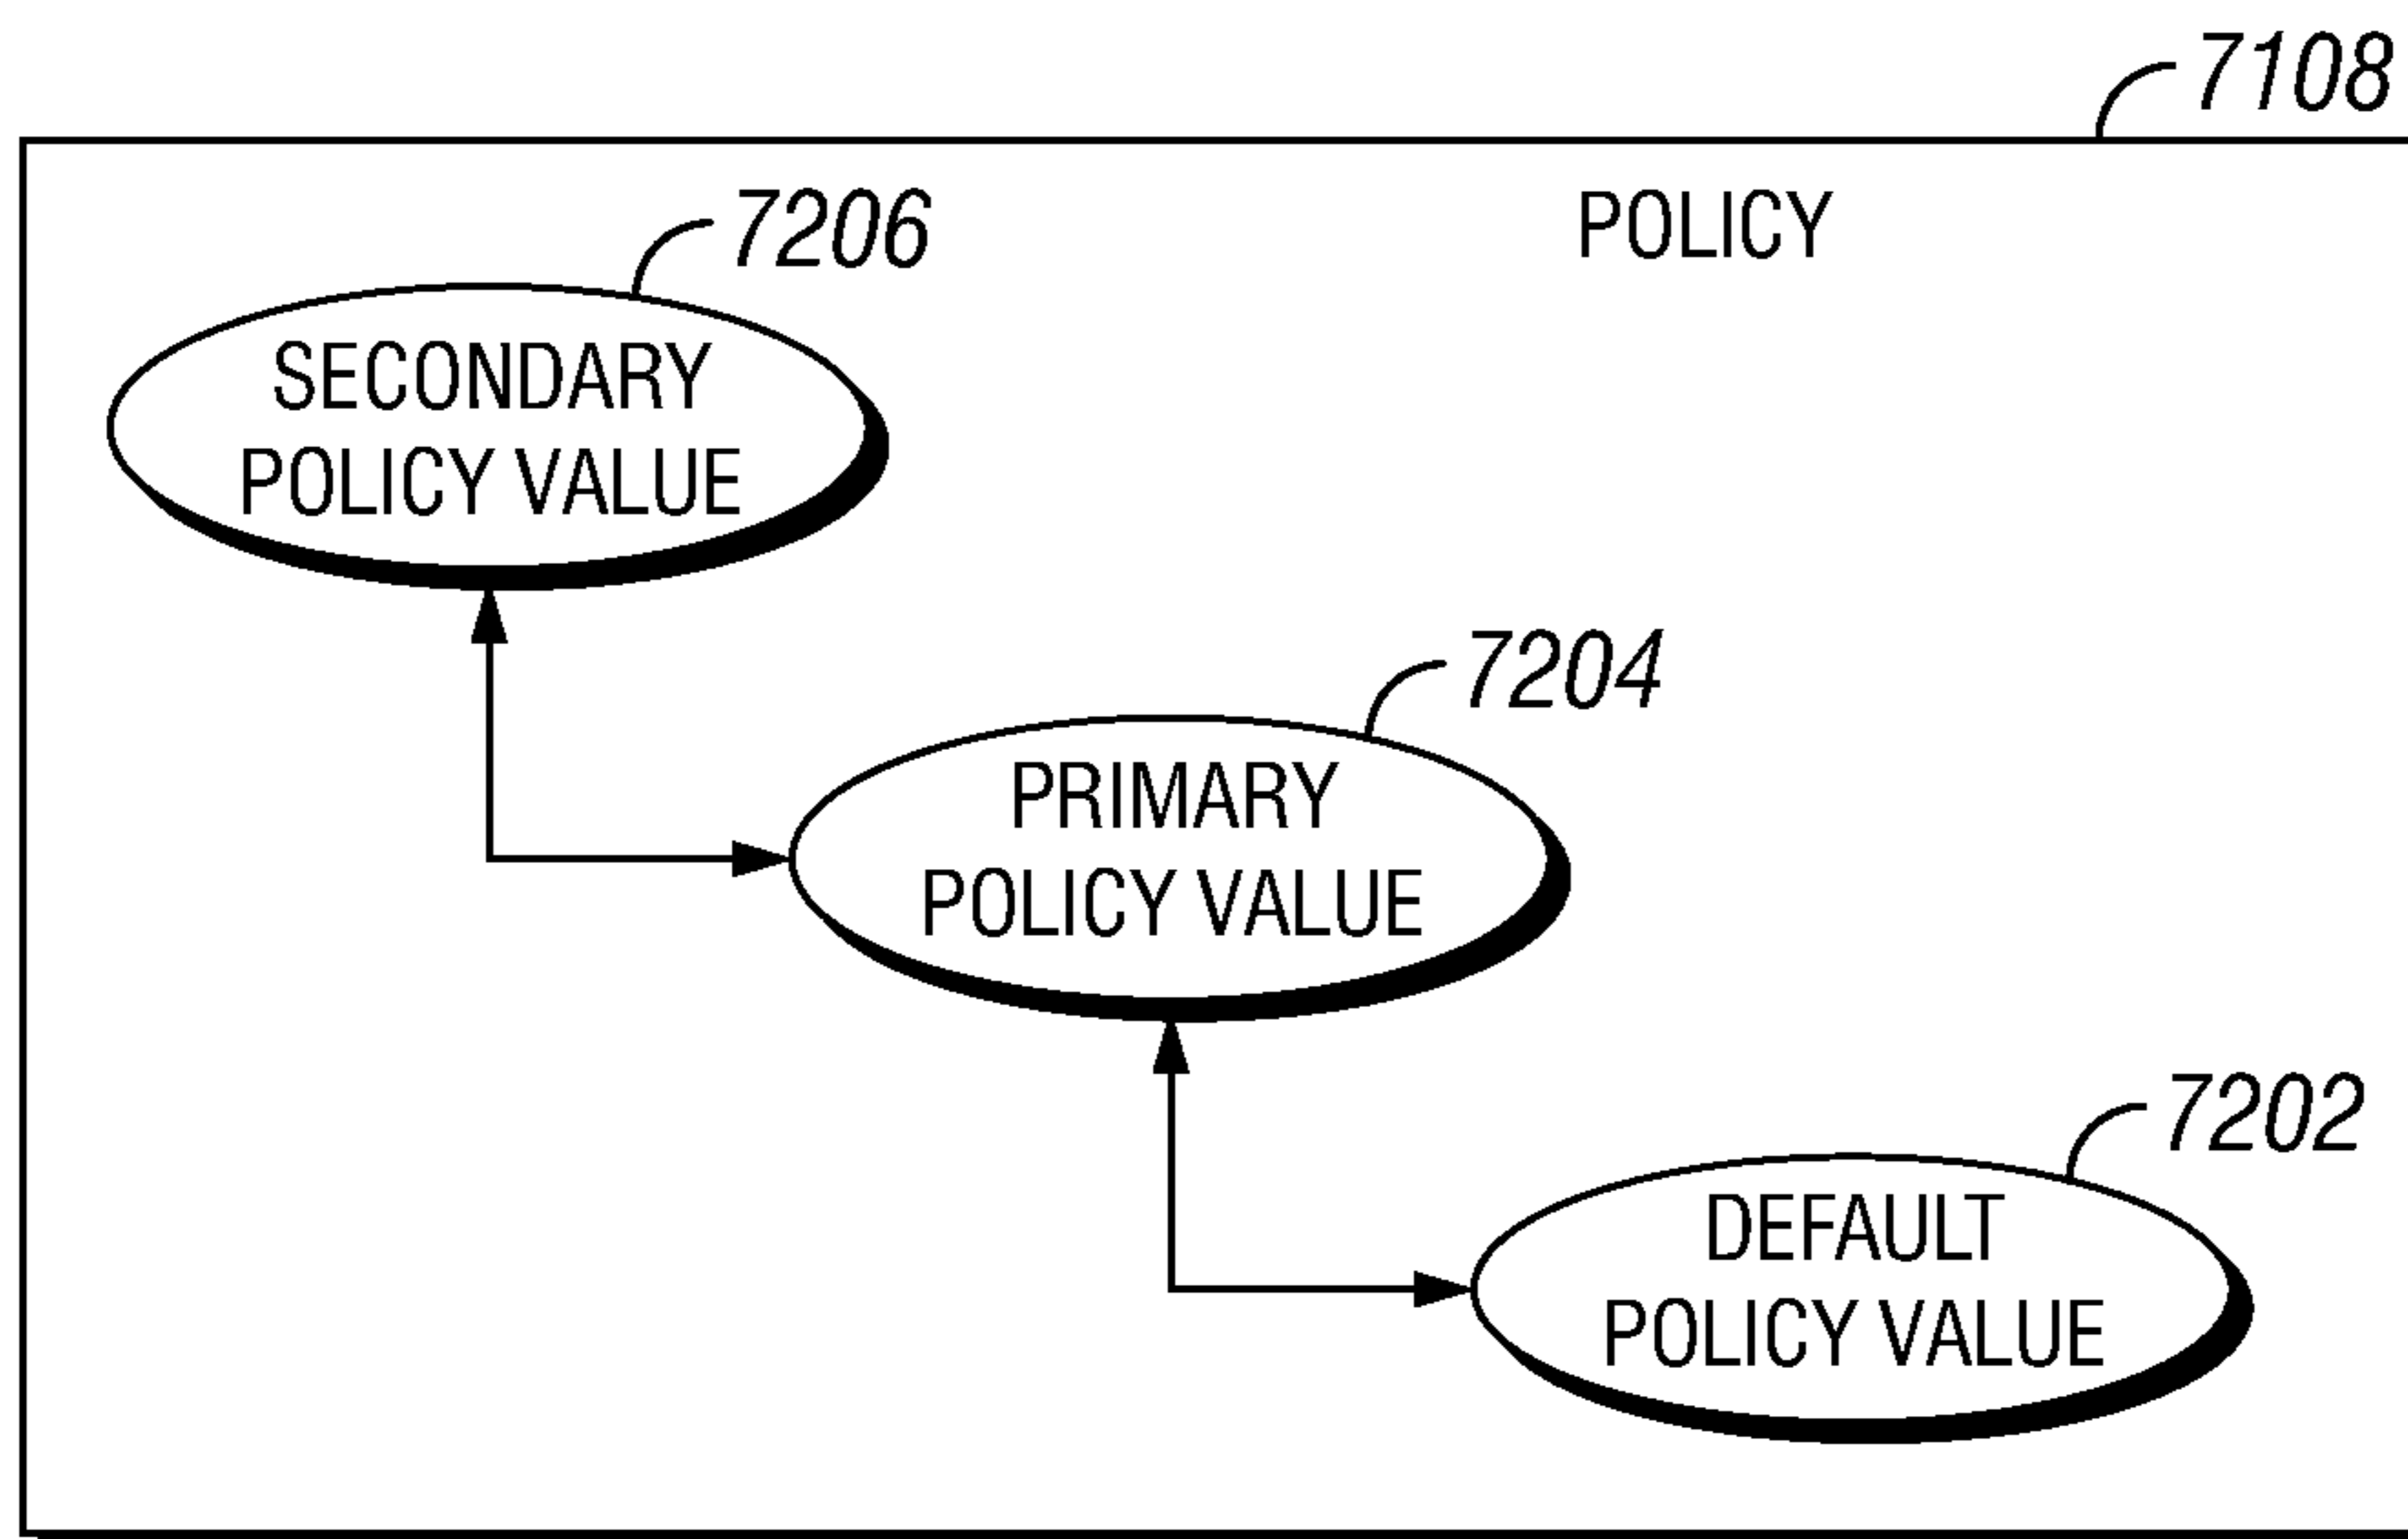 7108
POLICY
7206
SECONDARY
POLICY VALUE
7204
PRIMARY
POLICY VALUE
7202
DEFAULT
POLICY VALUE